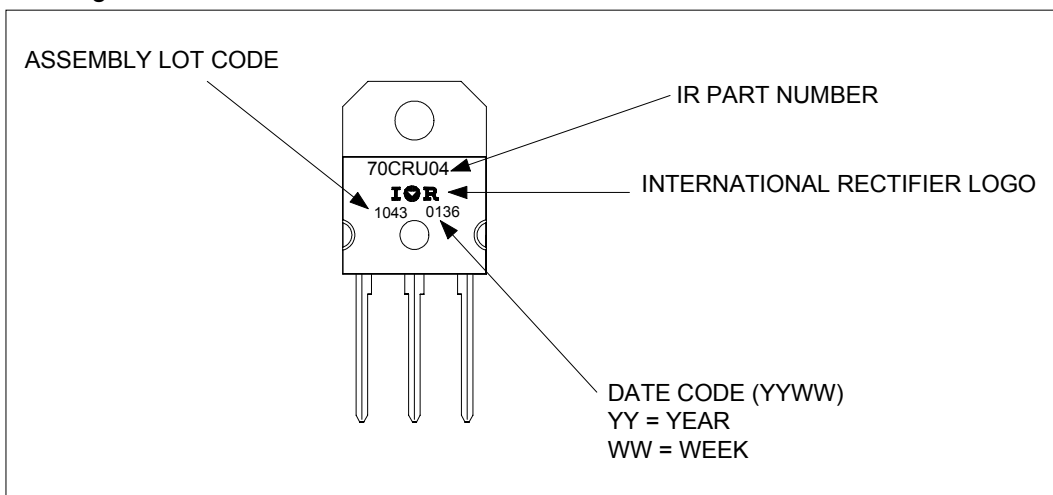 ASSEMBLY LOT CODE
IR PART NUMBER
70CRU04
IOR
INTERNATIONAL RECTIFIER LOGO
1043 0136
DATE CODE (YYWW)
YY = YEAR
WW = WEEK